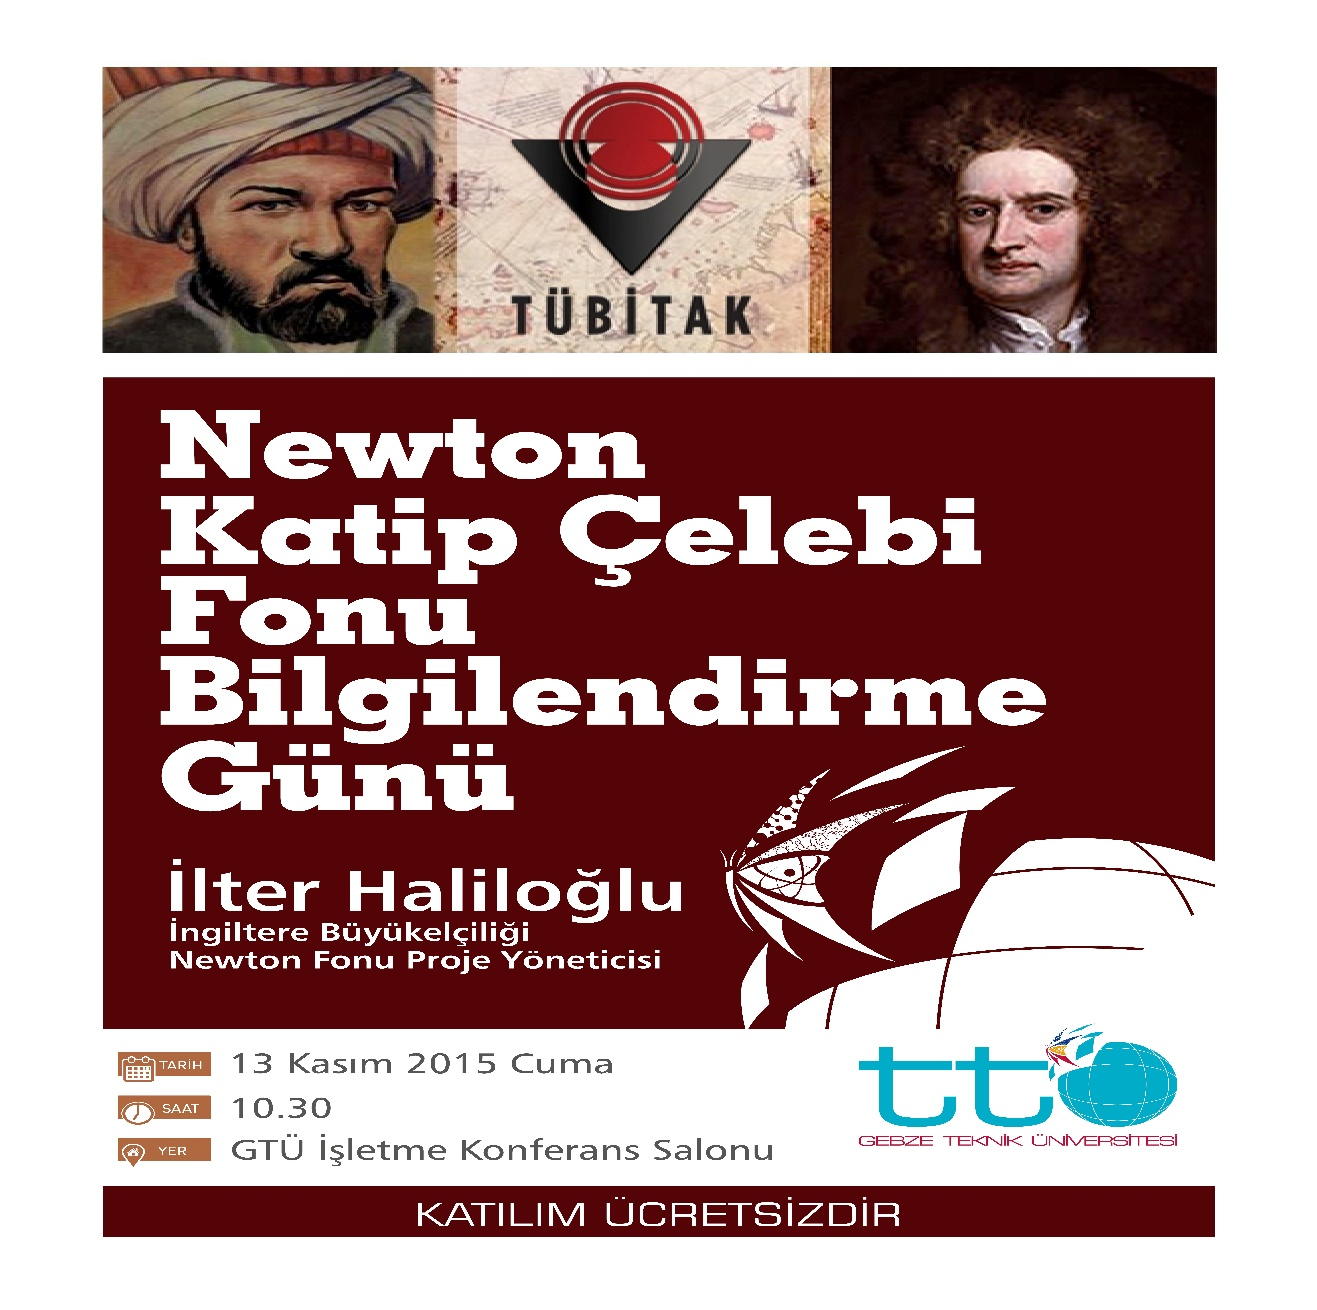 TÜBİTAK
Newton
Katip Çelebi
Fonu
Bilgilendirme
Günü
İlter Haliloğlu
İngiltere Büyükelçiliği
Newton Fonu Proje Yöneticisi
TARİH 13 Kasım 2015 Cuma
SAAT 10.30
YER GTÜ İşletme Konferans Salonu
tto
GEBZE TEKNİK ÜNİVERSİTESİ
KATILIM ÜCRETSİZDİR